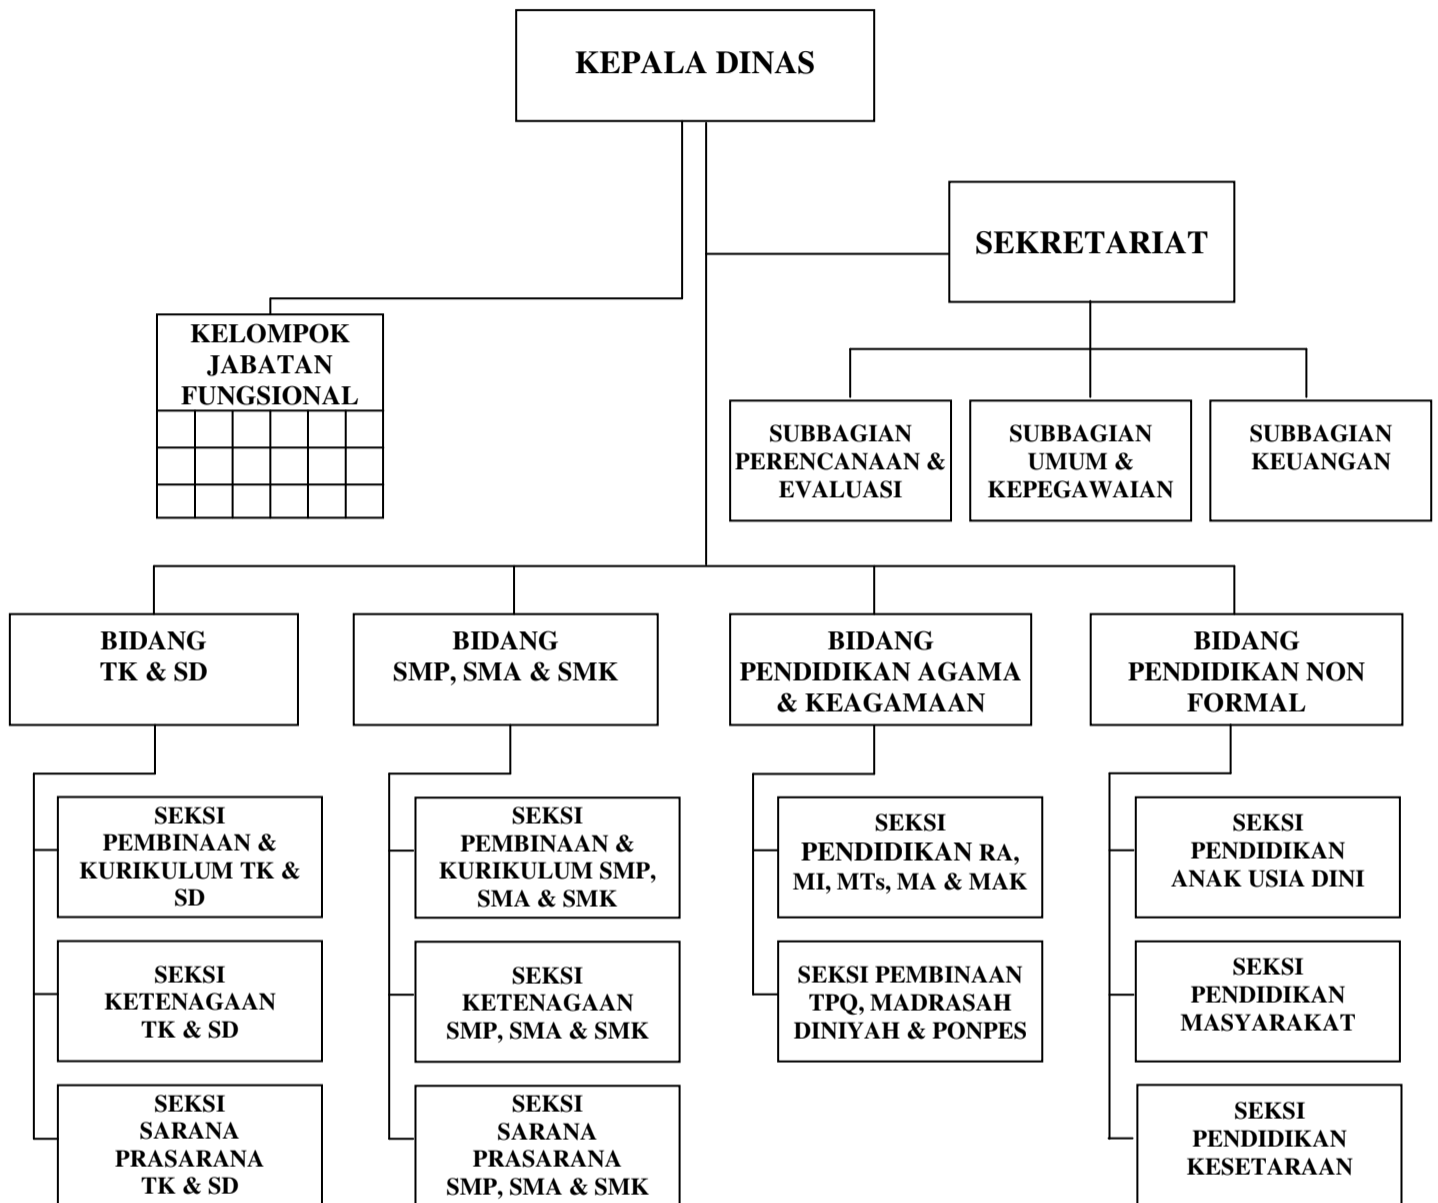 KEPALA DINAS
SEKRETARIAT
KELOMPOK
JABATAN
FUNGSIONAL
SUBBAGIAN
PERENCANAAN &
EVALUASI
SUBBAGIAN
UMUM &
KEPEGAWAIAN
SUBBAGIAN
KEUANGAN
BIDANG
TK & SD
BIDANG
SMP, SMA & SMK
BIDANG
PENDIDIKAN AGAMA
& KEAGAMAAN
BIDANG
PENDIDIKAN NON
FORMAL
SEKSI
PEMBINAAN &
KURIKULUM TK &
SD
SEKSI
KETENAGAAN
TK & SD
SEKSI
SARANA
PRASARANA
TK & SD
SEKSI
PEMBINAAN &
KURIKULUM SMP,
SMA & SMK
SEKSI
KETENAGAAN
SMP, SMA & SMK
SEKSI
SARANA
PRASARANA
SMP, SMA & SMK
SEKSI
PENDIDIKAN RA,
MI, MTs, MA & MAK
SEKSI PEMBINAAN
TPQ, MADRASAH
DINIYAH & PONPES
SEKSI
PENDIDIKAN
ANAK USIA DINI
SEKSI
PENDIDIKAN
MASYARAKAT
SEKSI
PENDIDIKAN
KESETARAAN